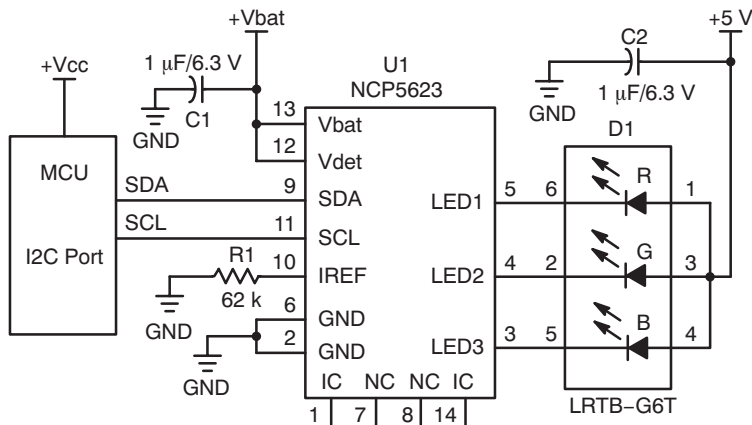 +Vbat
+5 V
C2
1 μF/6.3 V
U1
NCP5623
+Vcc
C1
GND
GND
1 μF/6.3 V
D1
13
Vbat
12
Vdet
MCU
SDA
9
SDA
LED1
5
6
R
1
SCL
11
SCL
I2C Port
R1
10
IREF
LED2
4
2
G
3
62 k
GND
6
GND
2
GND
LED3
3
5
B
4
GND
IC
NC
NC
IC
1
7
8
14
LRTB–G6T